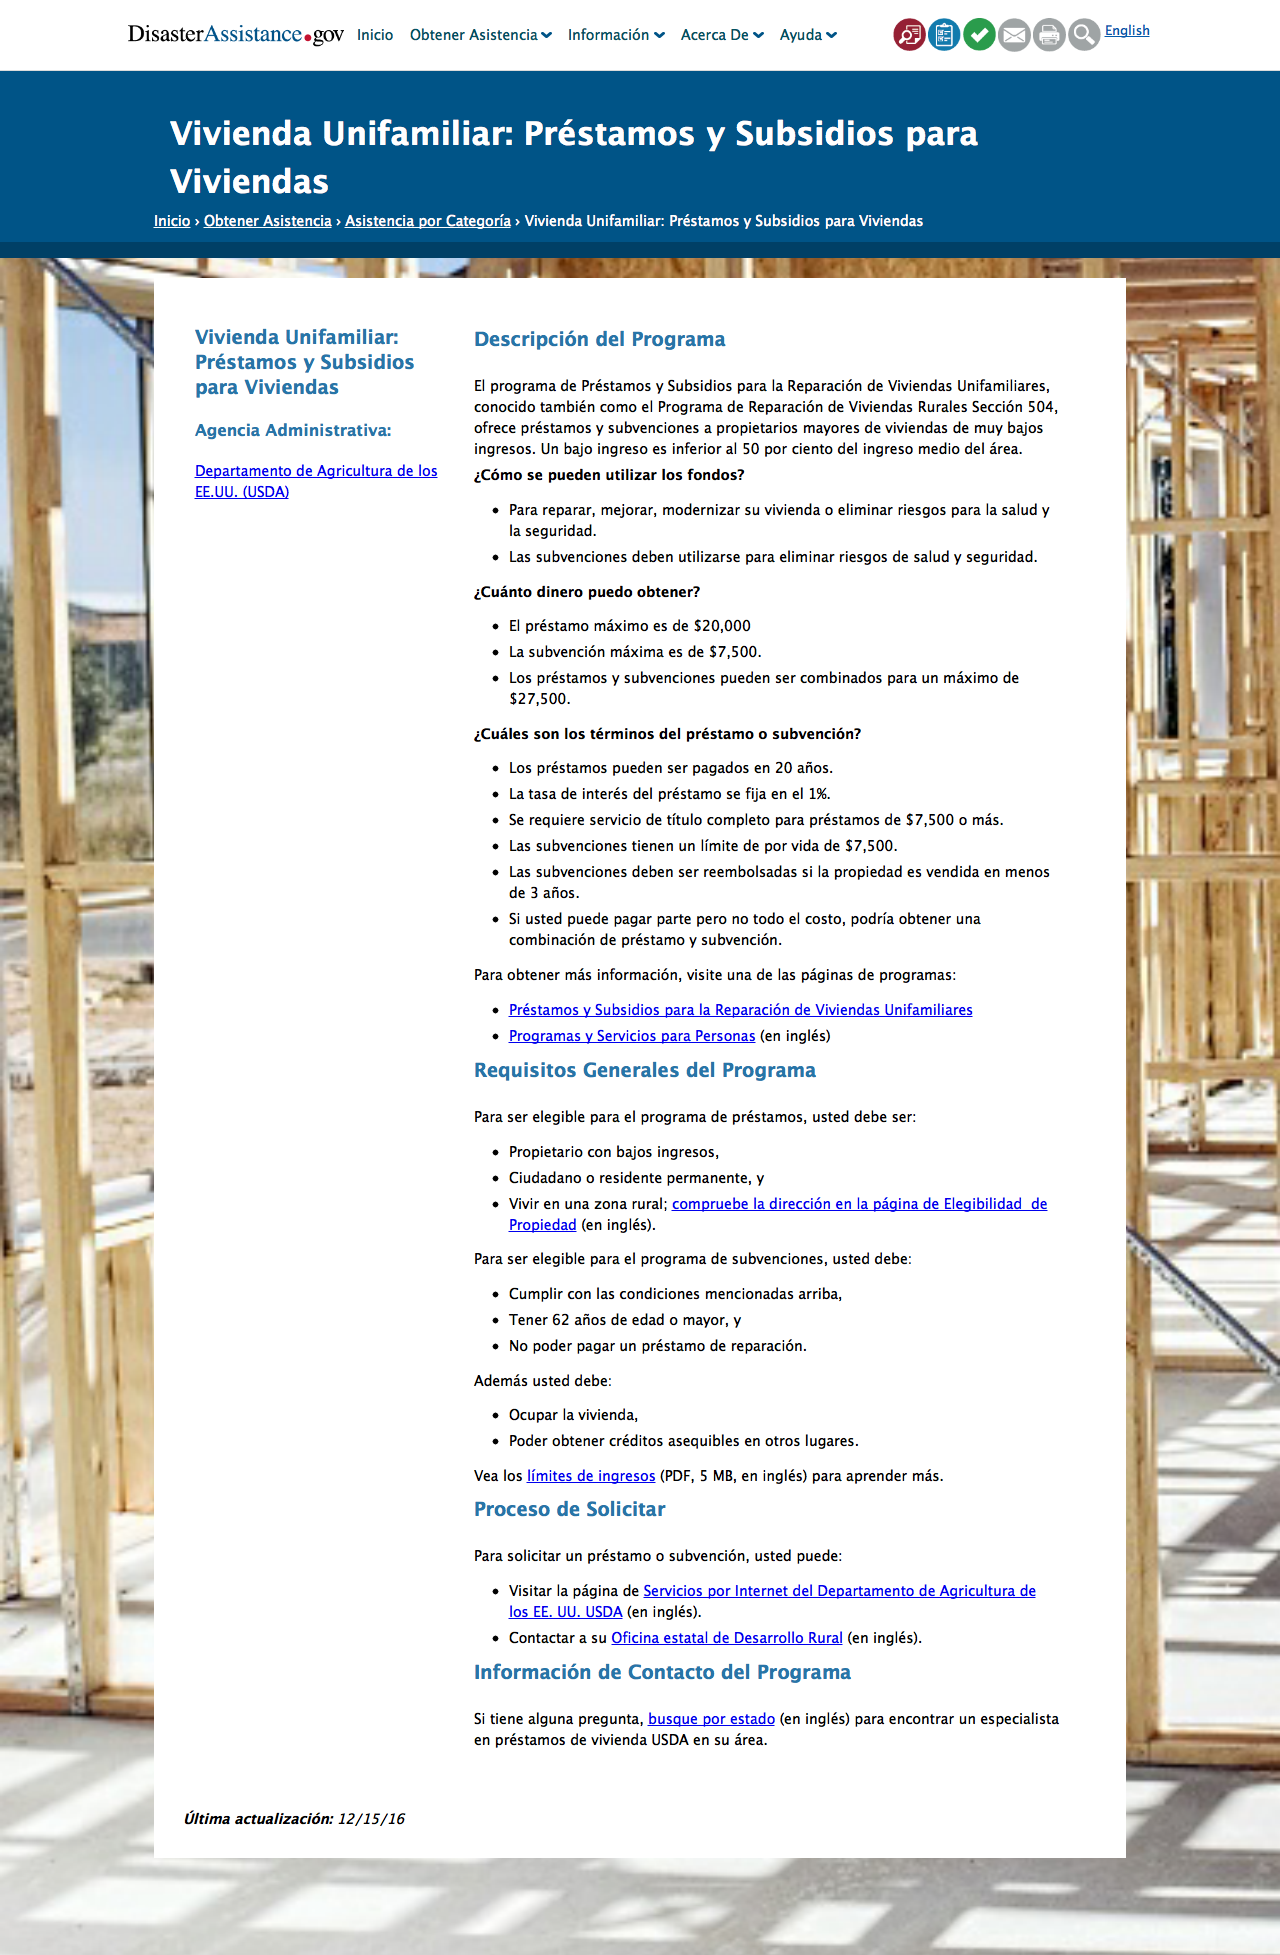 DisasterAssistance.gov Inicio Obtener Asistencia Información Acerca De Ayuda English
Vivienda Unifamiliar: Préstamos y Subsidios para
Viviendas
Inicio › Obtener Asistencia › Asistencia por Categoría › Vivienda Unifamiliar: Préstamos y Subsidios para Viviendas
Vivienda Unifamiliar:
Préstamos y Subsidios
para Viviendas
Agencia Administrativa:
Departamento de Agricultura de los
EE.UU. (USDA)
Descripción del Programa
El programa de Préstamos y Subsidios para la Reparación de Viviendas Unifamiliares,
conocido también como el Programa de Reparación de Viviendas Rurales Sección 504,
ofrece préstamos y subvenciones a propietarios mayores de viviendas de muy bajos
ingresos. Un bajo ingreso es inferior al 50 por ciento del ingreso medio del área.
¿Cómo se pueden utilizar los fondos?
• Para reparar, mejorar, modernizar su vivienda o eliminar riesgos para la salud y
la seguridad.
• Las subvenciones deben utilizarse para eliminar riesgos de salud y seguridad.
¿Cuánto dinero puedo obtener?
• El préstamo máximo es de $20,000
• La subvención máxima es de $7,500.
• Los préstamos y subvenciones pueden ser combinados para un máximo de
$27,500.
¿Cuáles son los términos del préstamo o subvención?
• Los préstamos pueden ser pagados en 20 años.
• La tasa de interés del préstamo se fija en el 1%.
• Se requiere servicio de título completo para préstamos de $7,500 o más.
• Las subvenciones tienen un límite de por vida de $7,500.
• Las subvenciones deben ser reembolsadas si la propiedad es vendida en menos
de 3 años.
• Si usted puede pagar parte pero no todo el costo, podría obtener una
combinación de préstamo y subvención.
Para obtener más información, visite una de las páginas de programas:
• Préstamos y Subsidios para la Reparación de Viviendas Unifamiliares
• Programas y Servicios para Personas (en inglés)
Requisitos Generales del Programa
Para ser elegible para el programa de préstamos, usted debe ser:
• Propietario con bajos ingresos,
• Ciudadano o residente permanente, y
• Vivir en una zona rural; compruebe la dirección en la página de Elegibilidad de
Propiedad (en inglés).
Para ser elegible para el programa de subvenciones, usted debe:
• Cumplir con las condiciones mencionadas arriba,
• Tener 62 años de edad o mayor, y
• No poder pagar un préstamo de reparación.
Además usted debe:
• Ocupar la vivienda,
• Poder obtener créditos asequibles en otros lugares.
Vea los límites de ingresos (PDF, 5 MB, en inglés) para aprender más.
Proceso de Solicitar
Para solicitar un préstamo o subvención, usted puede:
• Visitar la página de Servicios por Internet del Departamento de Agricultura de
los EE. UU. USDA (en inglés).
• Contactar a su Oficina estatal de Desarrollo Rural (en inglés).
Información de Contacto del Programa
Si tiene alguna pregunta, busque por estado (en inglés) para encontrar un especialista
en préstamos de vivienda USDA en su área.
Última actualización: 12/15/16